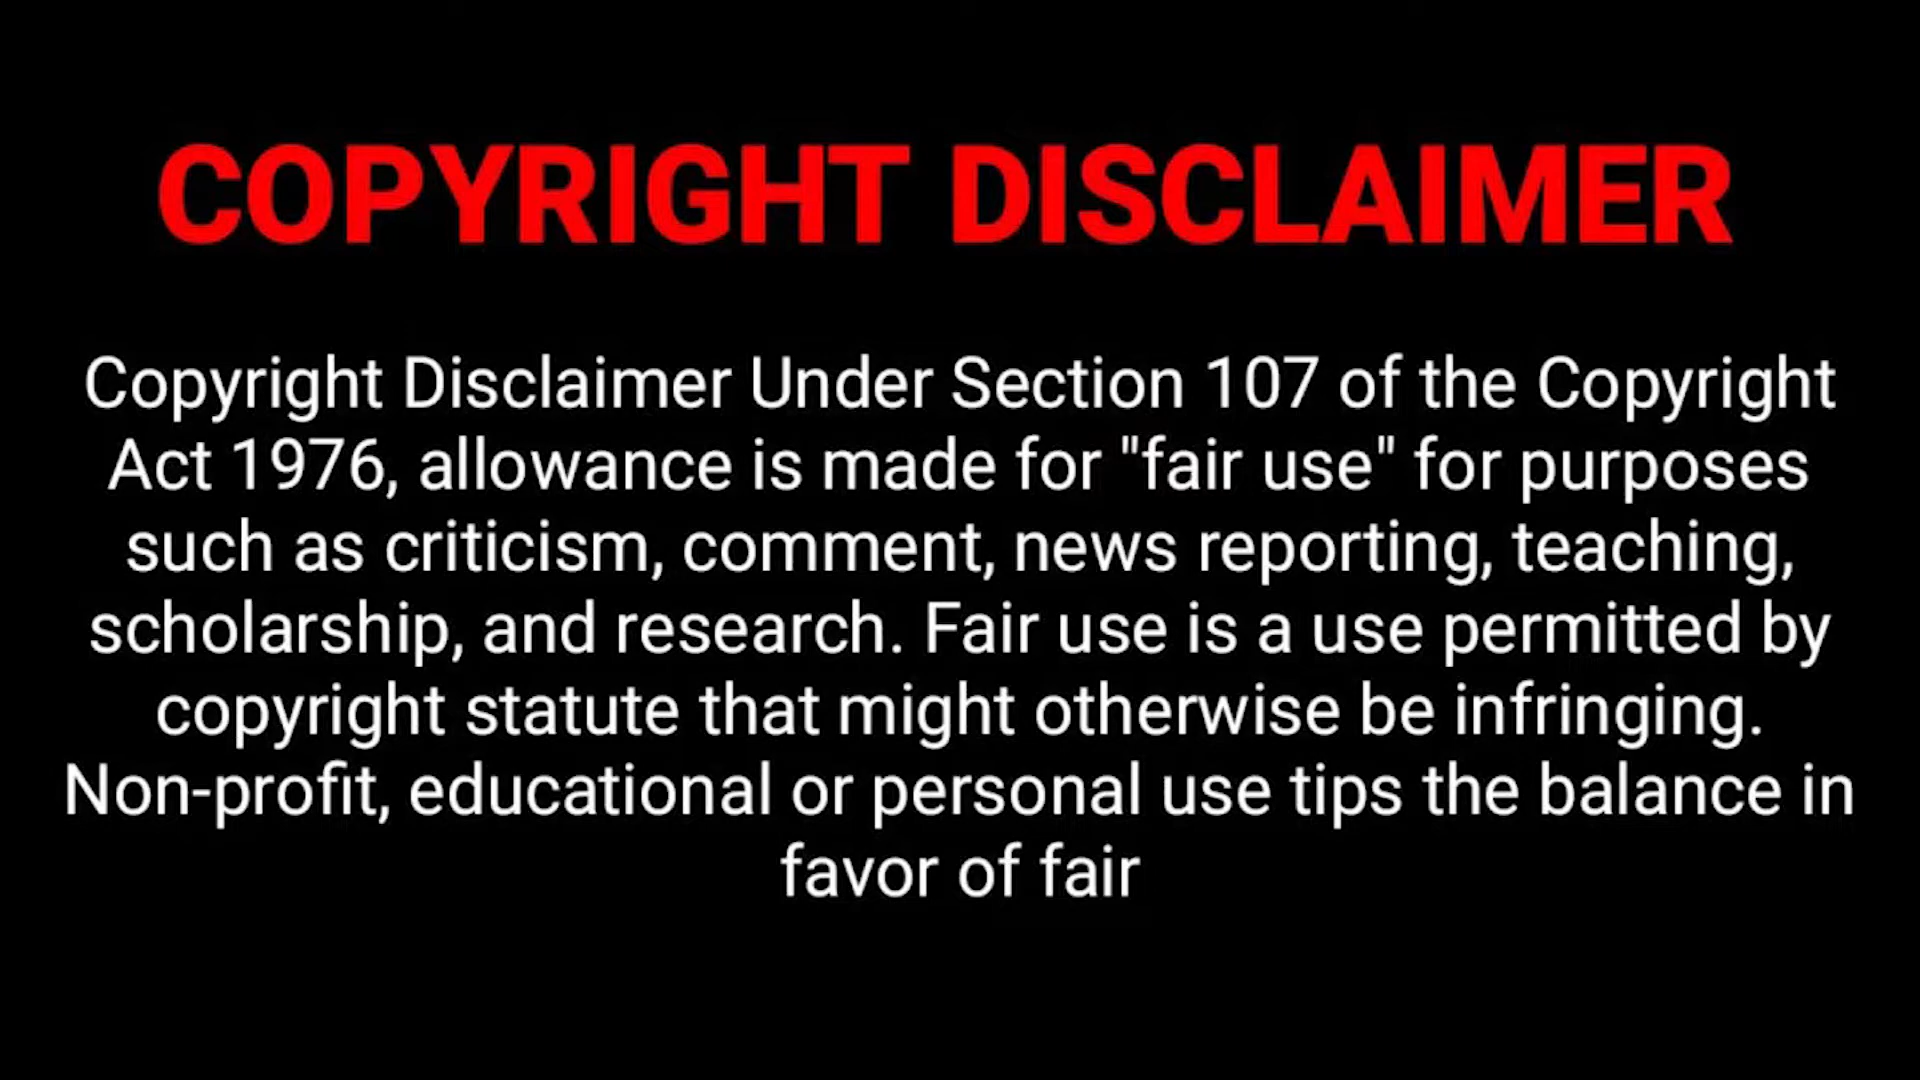 COPYRIGHT DISCLAIMER
Copyright Disclaimer Under Section 107 of the Copyright
Act 1976, allowance is made for "fair use" for purposes
such as criticism, comment, news reporting, teaching,
scholarship, and research. Fair use is a use permitted by
copyright statute that might otherwise be infringing.
Non-profit, educational or personal use tips the balance in
favor of fair